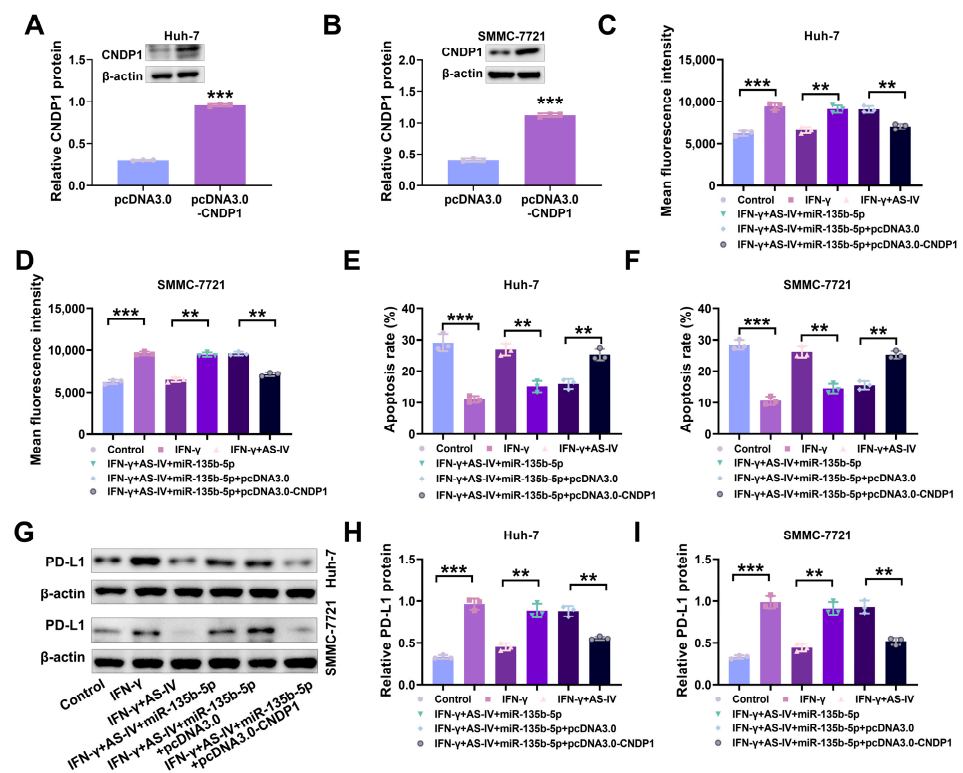 A
Huh-7
CNDP1
β-actin
Relative CNDP1 protein
1.5
1.0
0.5
0.0
***
pcDNA3.0
pcDNA3.0
-CNDP1
B
SMMC-7721
CNDP1
β-actin
Relative CNDP1 protein
1.5
1.0
0.5
0.0
***
pcDNA3.0
pcDNA3.0
-CNDP1
C
Huh-7
Mean fluorescence intensity
15,000
10,000
5,000
0
*** ** **
Control IFN-γ IFN-γ+AS-IV
IFN-γ+AS-IV+miR-135b-5p
IFN-γ+AS-IV+miR-135b-5p+pcDNA3.0
IFN-γ+AS-IV+miR-135b-5p+pcDNA3.0-CNDP1
D
SMMC-7721
Mean fluorescence intensity
15,000
10,000
5,000
0
*** ** **
Control IFN-γ IFN-γ+AS-IV
IFN-γ+AS-IV+miR-135b-5p
IFN-γ+AS-IV+miR-135b-5p+pcDNA3.0
IFN-γ+AS-IV+miR-135b-5p+pcDNA3.0-CNDP1
E
Huh-7
Apoptosis rate (%)
40
30
20
10
0
*** ** **
Control IFN-γ IFN-γ+AS-IV
IFN-γ+AS-IV+miR-135b-5p
IFN-γ+AS-IV+miR-135b-5p+pcDNA3.0
IFN-γ+AS-IV+miR-135b-5p+pcDNA3.0-CNDP1
F
SMMC-7721
Apoptosis rate (%)
40
30
20
10
0
*** ** **
Control IFN-γ IFN-γ+AS-IV
IFN-γ+AS-IV+miR-135b-5p
IFN-γ+AS-IV+miR-135b-5p+pcDNA3.0
IFN-γ+AS-IV+miR-135b-5p+pcDNA3.0-CNDP1
G
PD-L1
β-actin
Huh-7
PD-L1
β-actin
SMMC-7721
Control
IFN-γ
IFN-γ+AS-IV
IFN-γ+AS-IV+miR-135b-5p
IFN-γ+AS-IV+miR-135b-5p
+pcDNA3.0
IFN-γ+AS-IV+miR-135b-5p
+pcDNA3.0-CNDP1
H
Huh-7
Relative PD-L1 protein
1.5
1.0
0.5
0.0
*** ** **
Control IFN-γ IFN-γ+AS-IV
IFN-γ+AS-IV+miR-135b-5p
IFN-γ+AS-IV+miR-135b-5p+pcDNA3.0
IFN-γ+AS-IV+miR-135b-5p+pcDNA3.0-CNDP1
I
SMMC-7721
Relative PD-L1 protein
1.5
1.0
0.5
0.0
*** ** **
Control IFN-γ IFN-γ+AS-IV
IFN-γ+AS-IV+miR-135b-5p
IFN-γ+AS-IV+miR-135b-5p+pcDNA3.0
IFN-γ+AS-IV+miR-135b-5p+pcDNA3.0-CNDP1